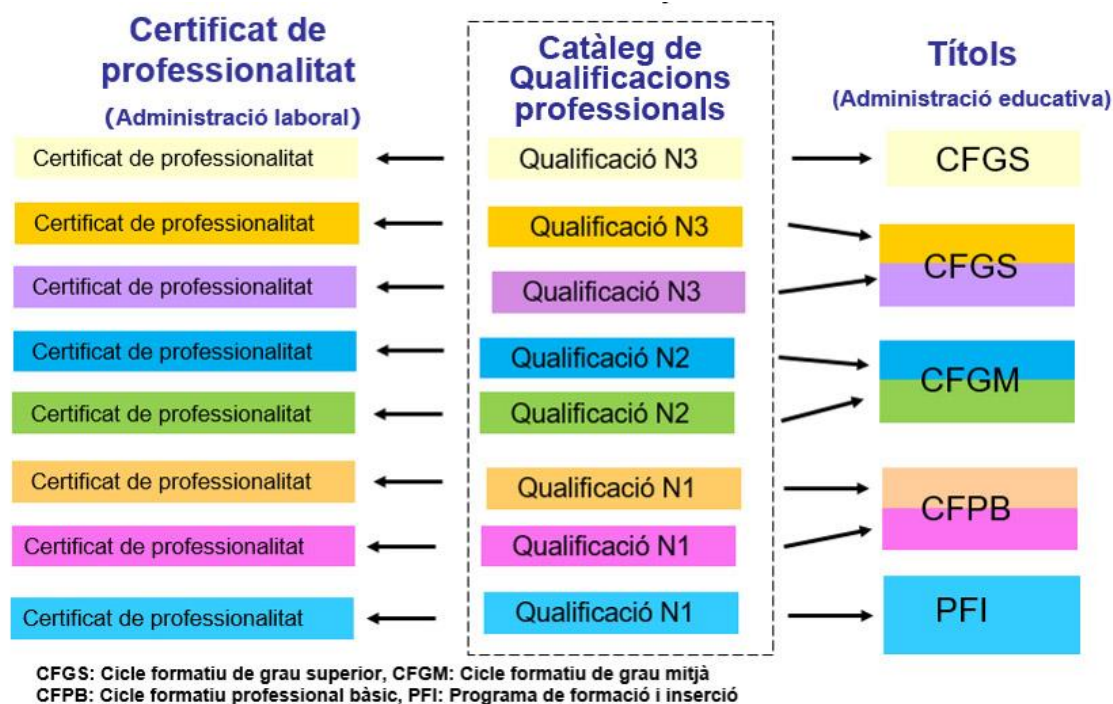 Certificat de
professionalitat
(Administració laboral)
Catàleg de
Qualificacions
professionals
Títols
(Administració educativa)
Certificat de professionalitat
Qualificació N3
CFGS
Certificat de professionalitat
Qualificació N3
Certificat de professionalitat
Qualificació N3
CFGS
Certificat de professionalitat
Qualificació N2
Certificat de professionalitat
Qualificació N2
CFGM
Certificat de professionalitat
Qualificació N1
Certificat de professionalitat
Qualificació N1
CFPB
Certificat de professionalitat
Qualificació N1
PFI
CFGS: Cicle formatiu de grau superior, CFGM: Cicle formatiu de grau mitjà
CFPB: Cicle formatiu professional bàsic, PFI: Programa de formació i inserció